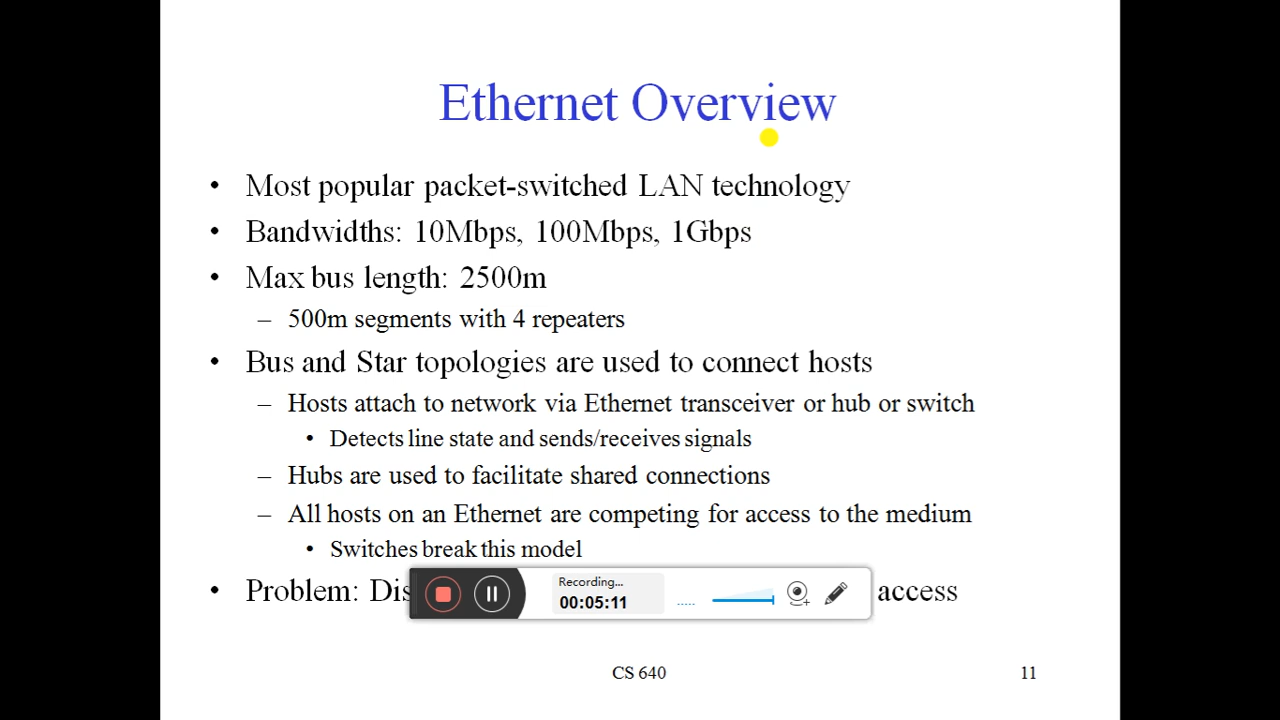 Ethernet Overview
• Most popular packet-switched LAN technology
• Bandwidths: 10Mbps, 100Mbps, 1Gbps
• Max bus length: 2500m
– 500m segments with 4 repeaters
• Bus and Star topologies are used to connect hosts
– Hosts attach to network via Ethernet transceiver or hub or switch
• Detects line state and sends/receives signals
– Hubs are used to facilitate shared connections
– All hosts on an Ethernet are competing for access to the medium
• Switches break this model
• Problem: access
Recording...
00:05:11
CS 640
11